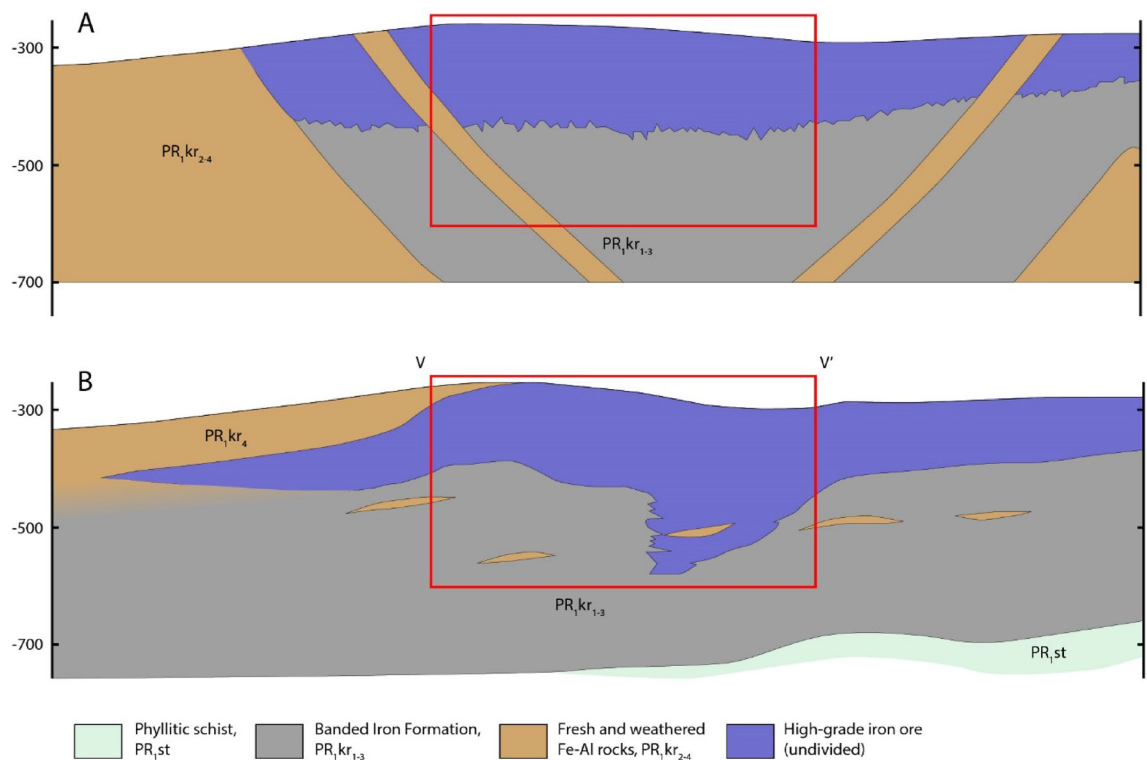 A
-300
-500
-700
PR₁kr₂₋₄
PR₁kr₁₋₃
V V'
B
-300
-500
-700
PR₁kr₄
PR₁kr₁₋₃
PR₁st
Phyllitic schist,
PR₁st
Banded Iron Formation,
PR₁kr₁₋₃
Fresh and weathered
Fe-Al rocks, PR₁kr₂₋₄
High-grade iron ore
(undivided)